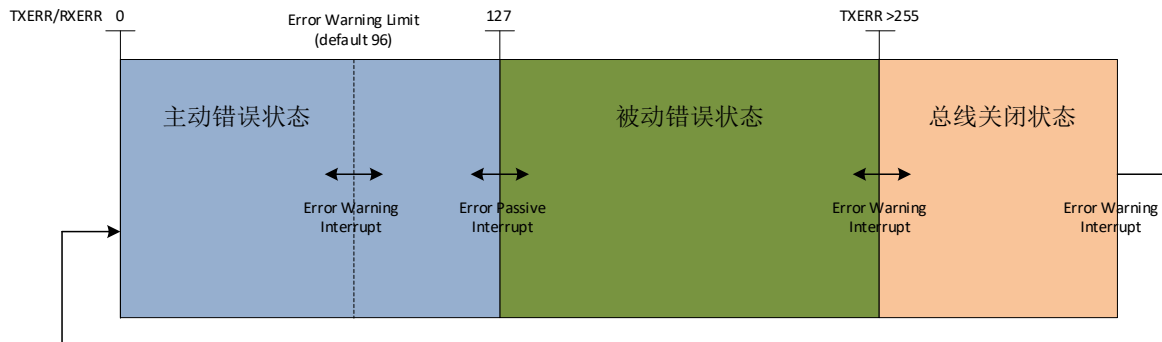 TXERR/RXERR 0
Error Warning Limit
(default 96)
127
TXERR >255
主动错误状态
被动错误状态
总线关闭状态
Error Warning
Interrupt
Error Passive
Interrupt
Error Warning
Interrupt
Error Warning
Interrupt